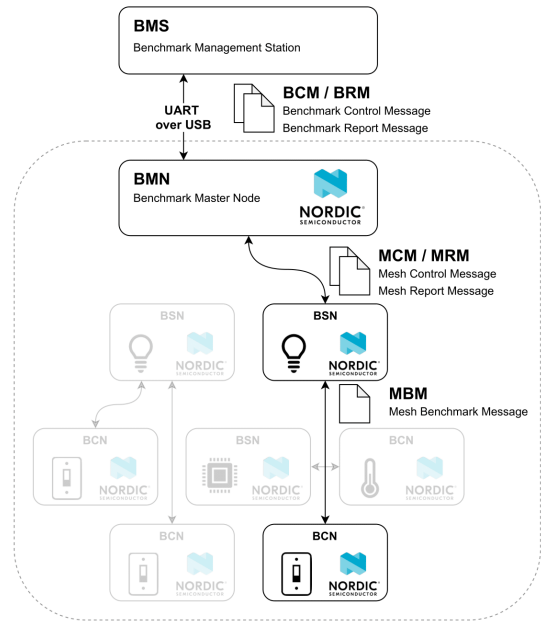 BMS
Benchmark Management Station
UART
over USB
BCM / BRM
Benchmark Control Message
Benchmark Report Message
BMN
Benchmark Master Node
NORDIC®
SEMICONDUCTOR
MCM / MRM
Mesh Control Message
Mesh Report Message
BSN
NORDIC®
SEMICONDUCTOR
BSN
NORDIC®
SEMICONDUCTOR
MBM
Mesh Benchmark Message
BCN
NORDIC®
SEMICONDUCTOR
BSN
NORDIC®
SEMICONDUCTOR
BCN
NORDIC®
SEMICONDUCTOR
BCN
NORDIC®
SEMICONDUCTOR
BCN
NORDIC®
SEMICONDUCTOR